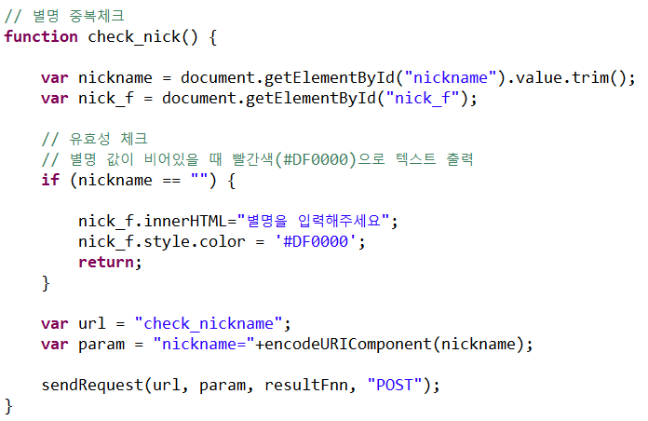 // 별명 중복체크
function check_nick() {
var nickname = document.getElementById("nickname").value.trim();
var nick_f = document.getElementById("nick_f");
// 유효성 체크
// 별명 값이 비어있을 때 빨간색(#DF0000)으로 텍스트 출력
if (nickname == "") {
nick_f.innerHTML="별명을 입력해주세요";
nick_f.style.color = '#DF0000';
return;
}
var url = "check_nickname";
var param = "nickname="+encodeURIComponent(nickname);
sendRequest(url, param, resultFnn, "POST");
}